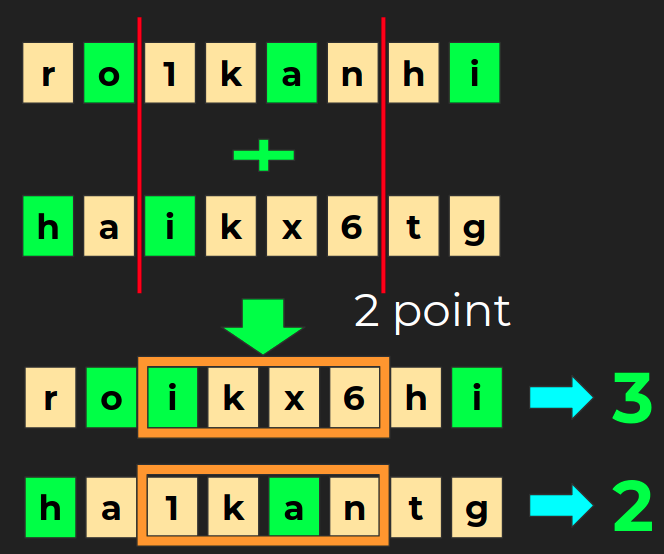 r o 1 k a n h i
+
h a i k x 6 t g
2 point
r o i k x 6 h i 3
h a 1 k a n t g 2